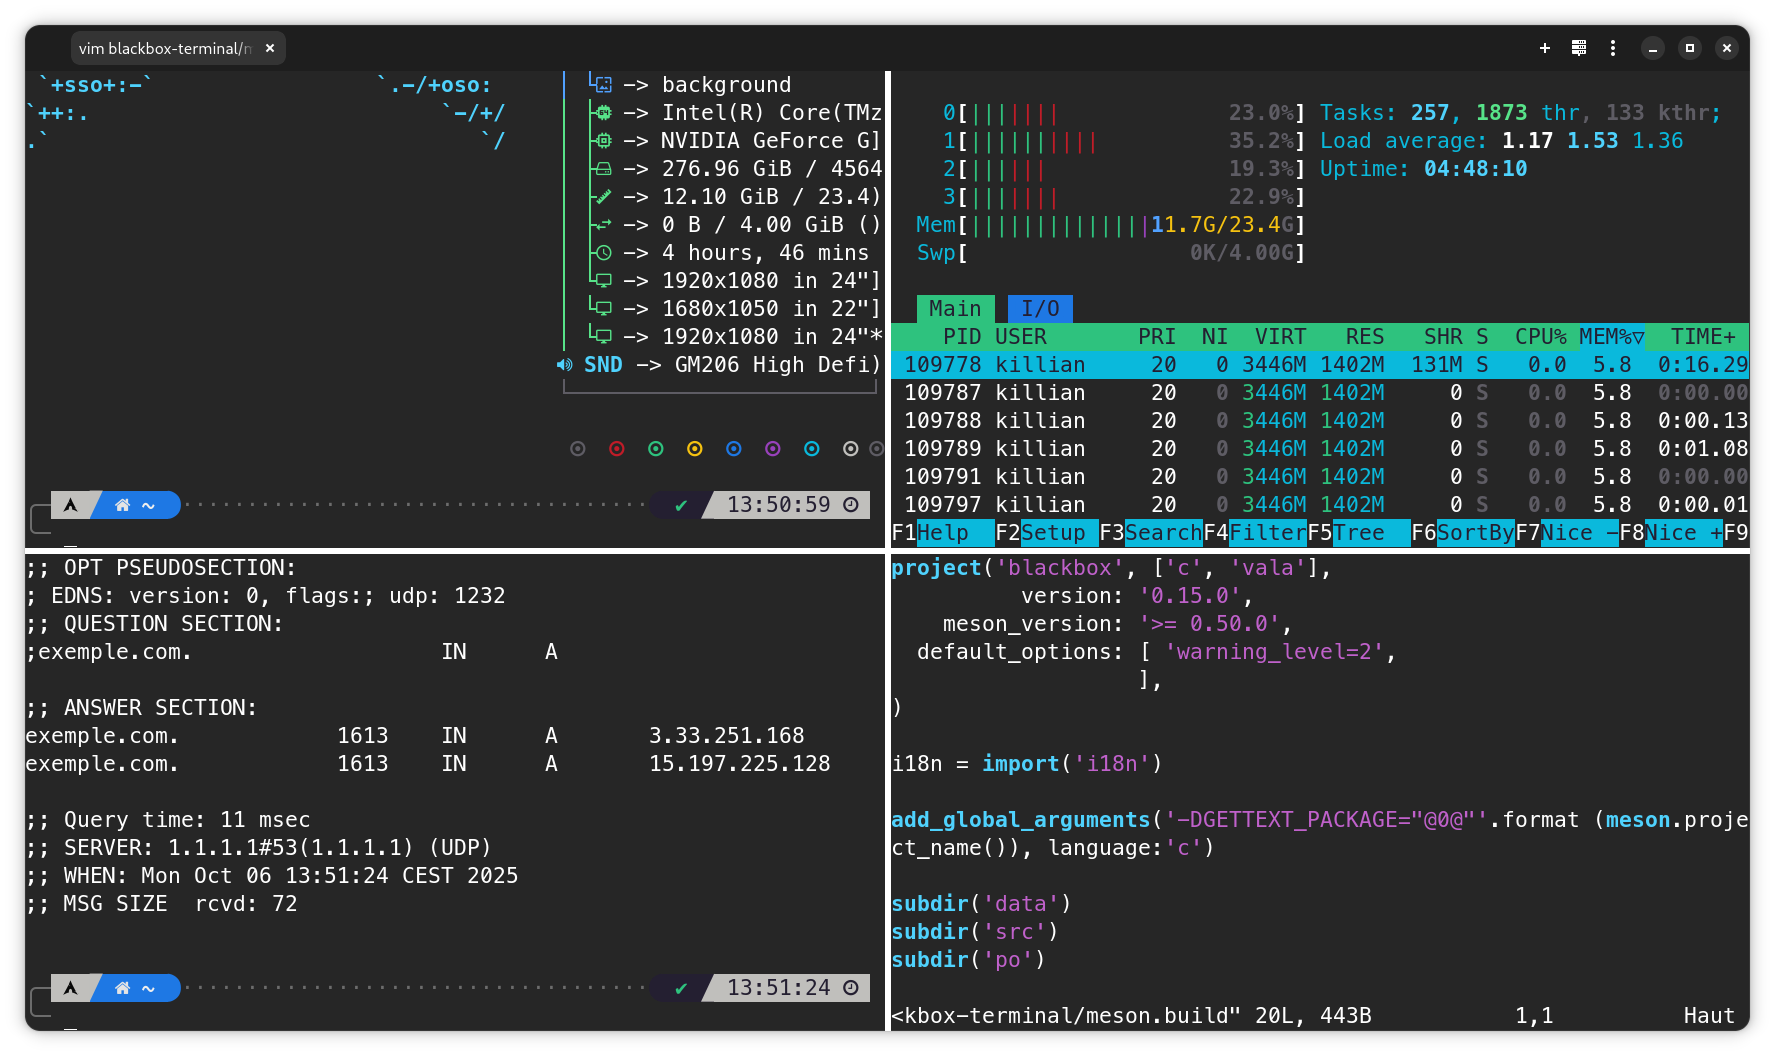 vim blackbox-terminal/m
`+sso+:-` `.-/+oso:
`++:. `-/+/
.` `/
-> background
-> Intel(R) Core(TMz
-> NVIDIA GeForce G]
-> 276.96 GiB / 4564
-> 12.10 GiB / 23.4)
-> 0 B / 4.00 GiB ()
-> 4 hours, 46 mins
-> 1920x1080 in 24"]
-> 1680x1050 in 22"]
-> 1920x1080 in 24"*
SND -> GM206 High Defi)
~ ✔ 13:50:59
_
0[||||||| 23.0%] Tasks: 257, 1873 thr, 133 kthr;
1[|||||||||| 35.2%] Load average: 1.17 1.53 1.36
2[|||||| 19.3%] Uptime: 04:48:10
3[||||||| 22.9%]
Mem[||||||||||||||11.7G/23.4G]
Swp[ 0K/4.00G]
Main I/O
PID USER PRI NI VIRT RES SHR S CPU% MEM%▽ TIME+
109778 killian 20 0 3446M 1402M 131M S 0.0 5.8 0:16.29
109787 killian 20 0 3446M 1402M 0 S 0.0 5.8 0:00.00
109788 killian 20 0 3446M 1402M 0 S 0.0 5.8 0:00.13
109789 killian 20 0 3446M 1402M 0 S 0.0 5.8 0:01.08
109791 killian 20 0 3446M 1402M 0 S 0.0 5.8 0:00.00
109797 killian 20 0 3446M 1402M 0 S 0.0 5.8 0:00.01
F1Help F2Setup F3SearchF4FilterF5Tree F6SortByF7Nice -F8Nice +F9
;; OPT PSEUDOSECTION:
; EDNS: version: 0, flags:; udp: 1232
;; QUESTION SECTION:
;exemple.com. IN A
;; ANSWER SECTION:
exemple.com. 1613 IN A 3.33.251.168
exemple.com. 1613 IN A 15.197.225.128
;; Query time: 11 msec
;; SERVER: 1.1.1.1#53(1.1.1.1) (UDP)
;; WHEN: Mon Oct 06 13:51:24 CEST 2025
;; MSG SIZE  rcvd: 72
~ ✔ 13:51:24
_
project('blackbox', ['c', 'vala'],
version: '0.15.0',
meson_version: '>= 0.50.0',
default_options: [ 'warning_level=2',
],
)
i18n = import('i18n')
add_global_arguments('-DGETTEXT_PACKAGE="@0@"'.format (meson.proje
ct_name()), language:'c')
subdir('data')
subdir('src')
subdir('po')
<kbox-terminal/meson.build" 20L, 443B 1,1 Haut